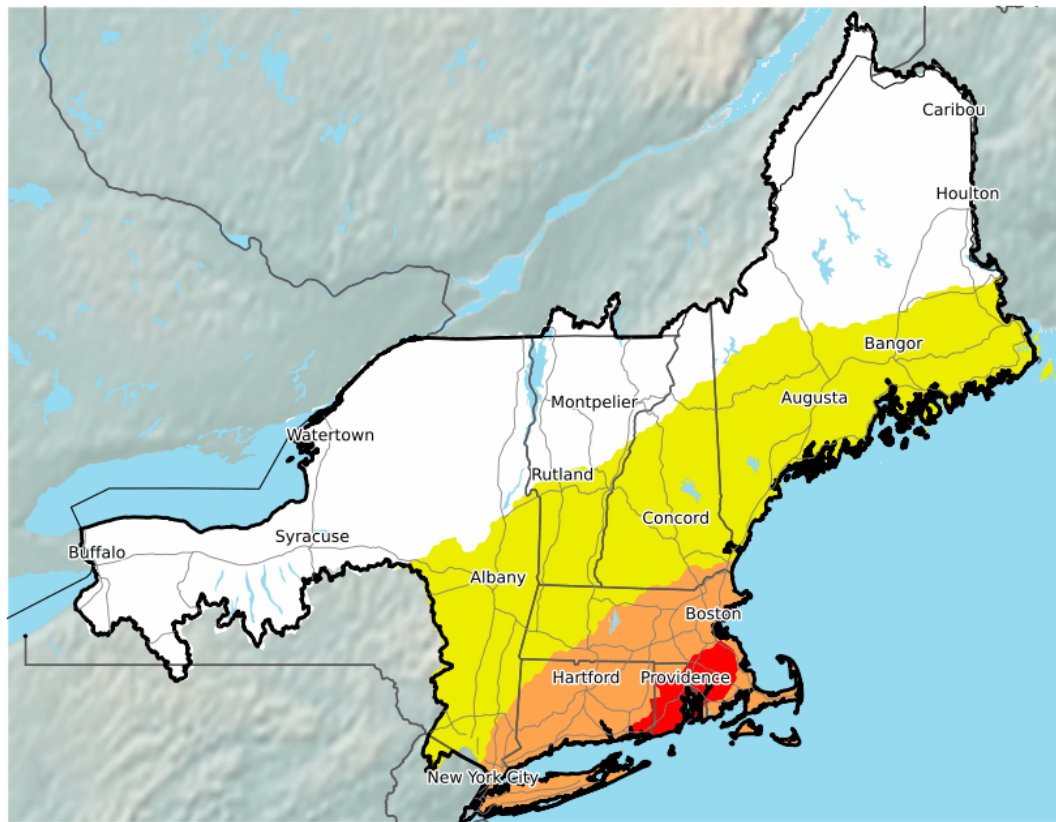 Caribou
Houlton
Bangor
Augusta
Montpelier
Watertown
Rutland
Concord
Syracuse
Buffalo
Albany
Boston
Hartford
Providence
New York City